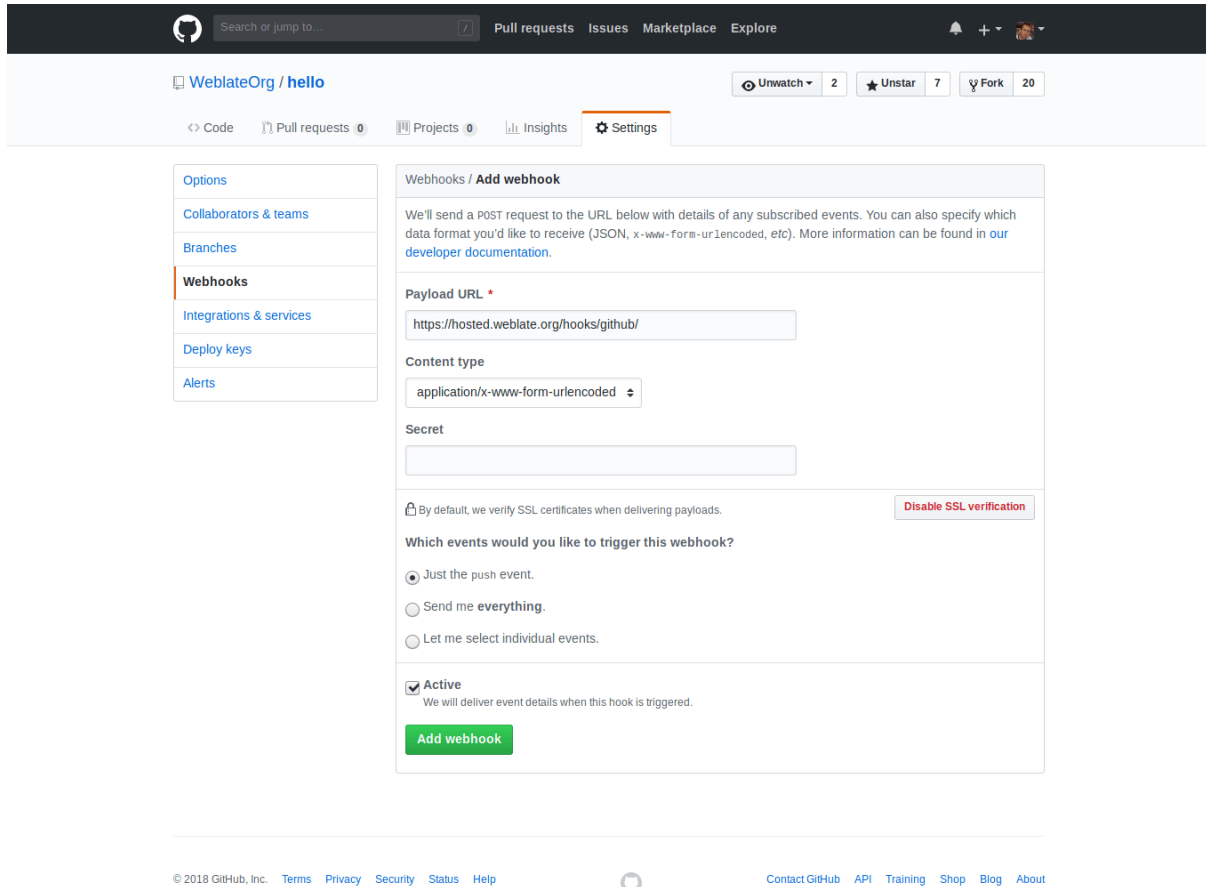 Search or jump to... / Pull requests Issues Marketplace Explore
WeblateOrg / hello Unwatch 2 Unstar 7 Fork 20
<> Code Pull requests 0 Projects 0 Insights Settings
Options
Collaborators & teams
Branches
Webhooks
Integrations & services
Deploy keys
Alerts
Webhooks / Add webhook
We'll send a POST request to the URL below with details of any subscribed events. You can also specify which
data format you'd like to receive (JSON, x-www-form-urlencoded, etc). More information can be found in our
developer documentation.
Payload URL *
https://hosted.weblate.org/hooks/github/
Content type
application/x-www-form-urlencoded
Secret
By default, we verify SSL certificates when delivering payloads. Disable SSL verification
Which events would you like to trigger this webhook?
Just the push event.
Send me everything.
Let me select individual events.
Active
We will deliver event details when this hook is triggered.
Add webhook
© 2018 GitHub, Inc. Terms Privacy Security Status Help Contact GitHub API Training Shop Blog About